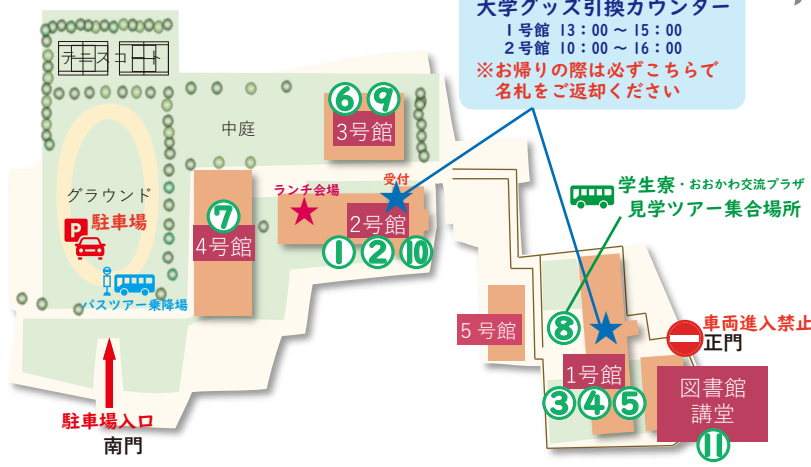 大学グッズ引換カウンター
1号館 13：00 ～ 15：00
2号館 10：00 ～ 16：00
※お帰りの際は必ずこちらで
名札をご返却ください
テニスコート
中庭
⑥ ⑨
3号館
グラウンド
P 駐車場
バスツアー乗降場
⑦
4号館
ランチ会場
受付
2号館
① ② ⑩
学生寮・おおかわ交流プラザ
見学ツアー集合場所
5号館
⑧
1号館
③ ④ ⑤
車両進入禁止
正門
図書館
講堂
⑪
駐車場入口
南門